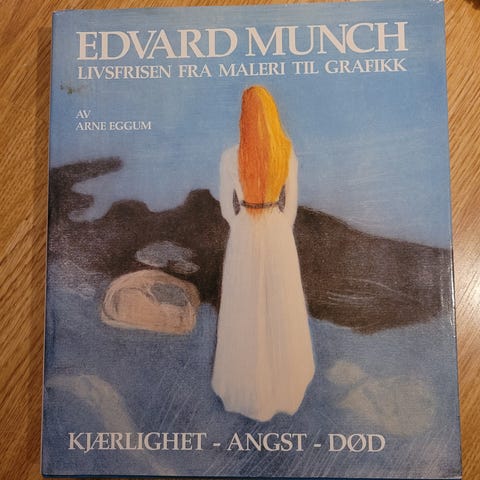 EDVARD MUNCH
LIVSFRISEN FRA MALERI TIL GRAFIKK
AV
ARNE EGGUM
KJÆRLIGHET - ANGST - DØD